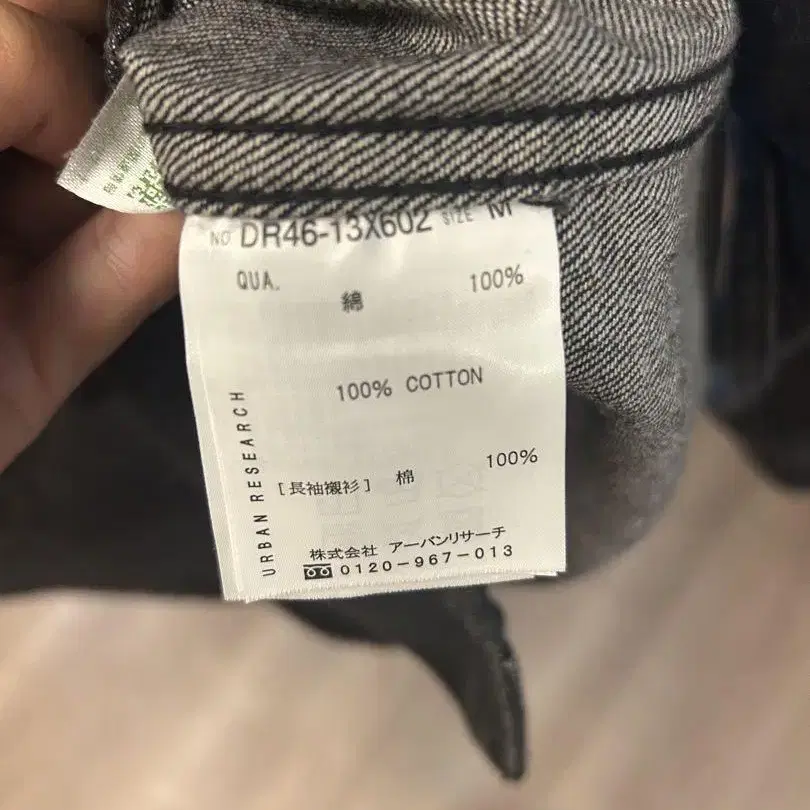 NO DR46-13X602 SIZE M
QUA.
綿 100%
100% COTTON
URBAN RESEARCH
[長袖襯衫] 棉 100%
株式会社 アーバンリサーチ
0120-967-013